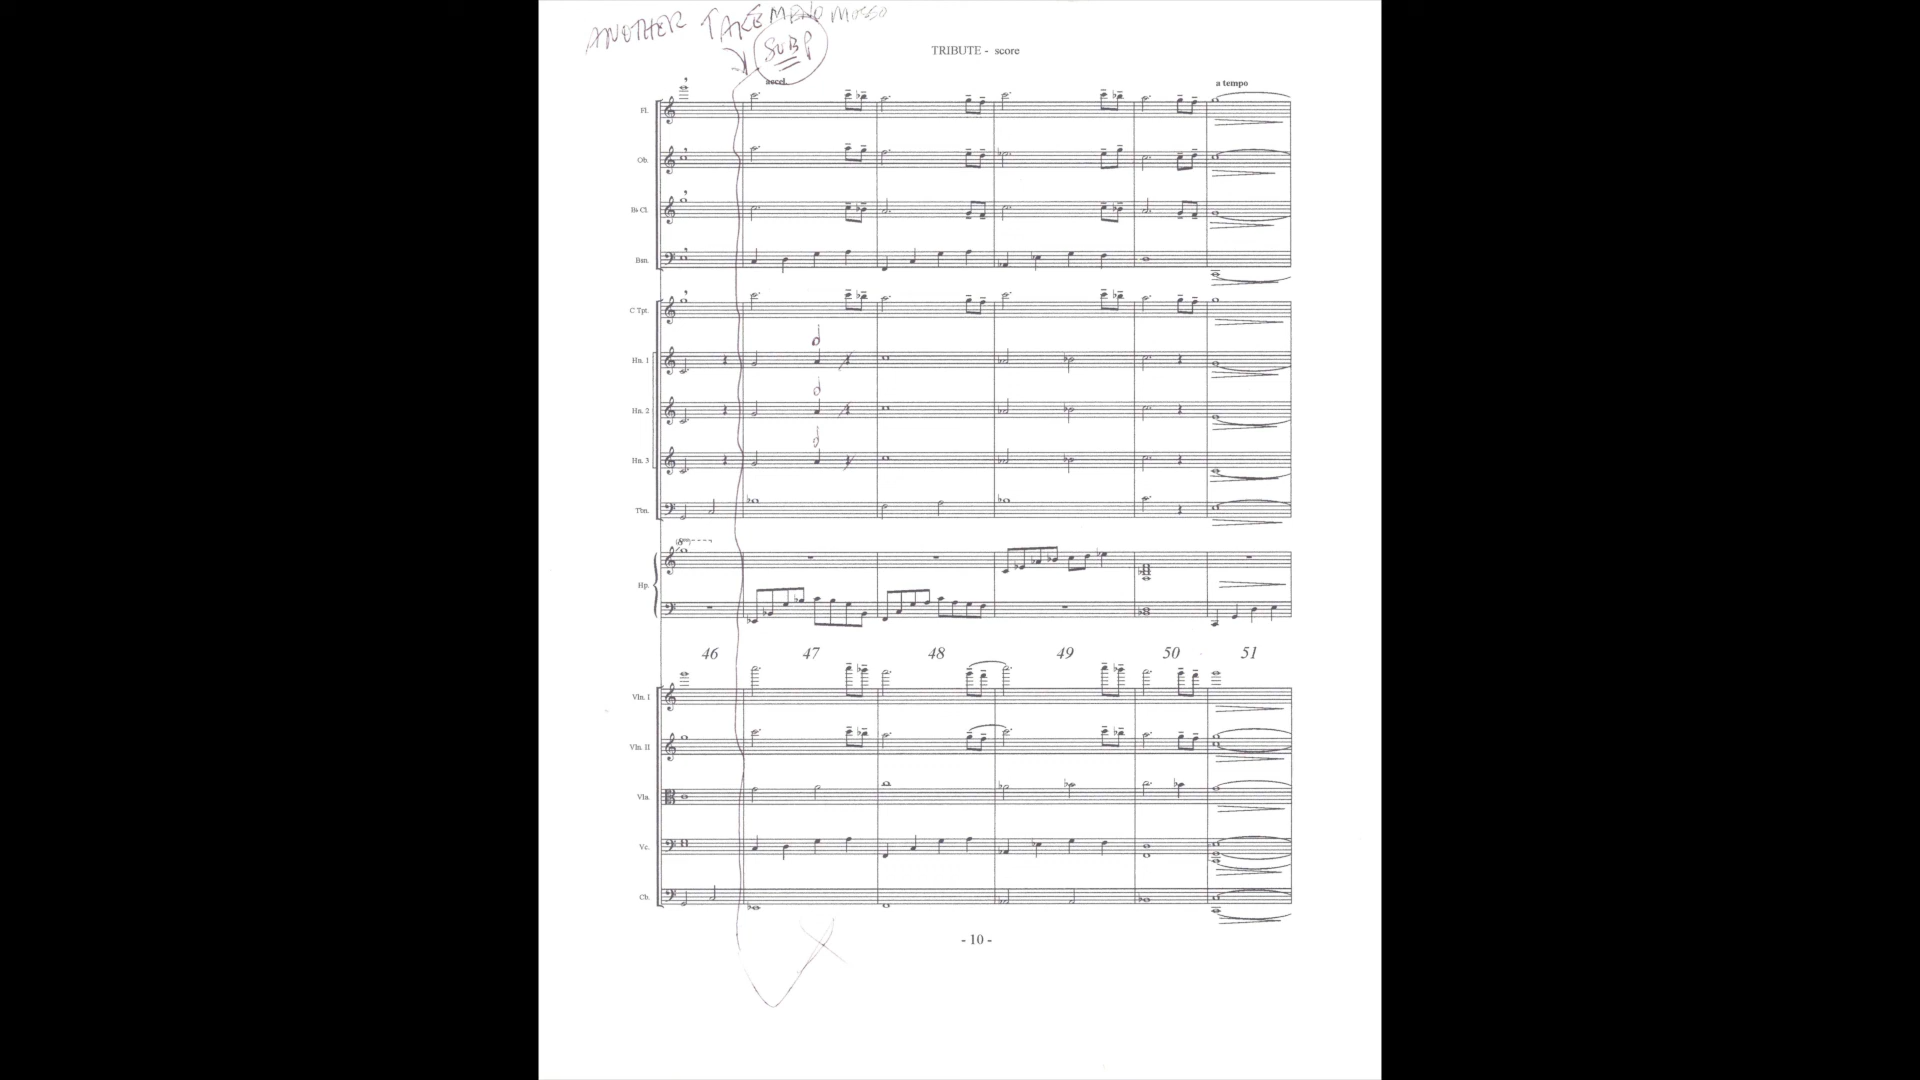 ANOTHER TAKE MENO MOSSO
SUB P
TRIBUTE - score
accel.
a tempo
Fl.
Ob.
B♭ Cl.
Bsn.
C Tpt.
Hn. 1
Hn. 2
Hn. 3
Tbn.
(8va)
Hp.
46 47 48 49 50 51
Vln. I
Vln. II
Vla.
Vc.
Cb.
- 10 -